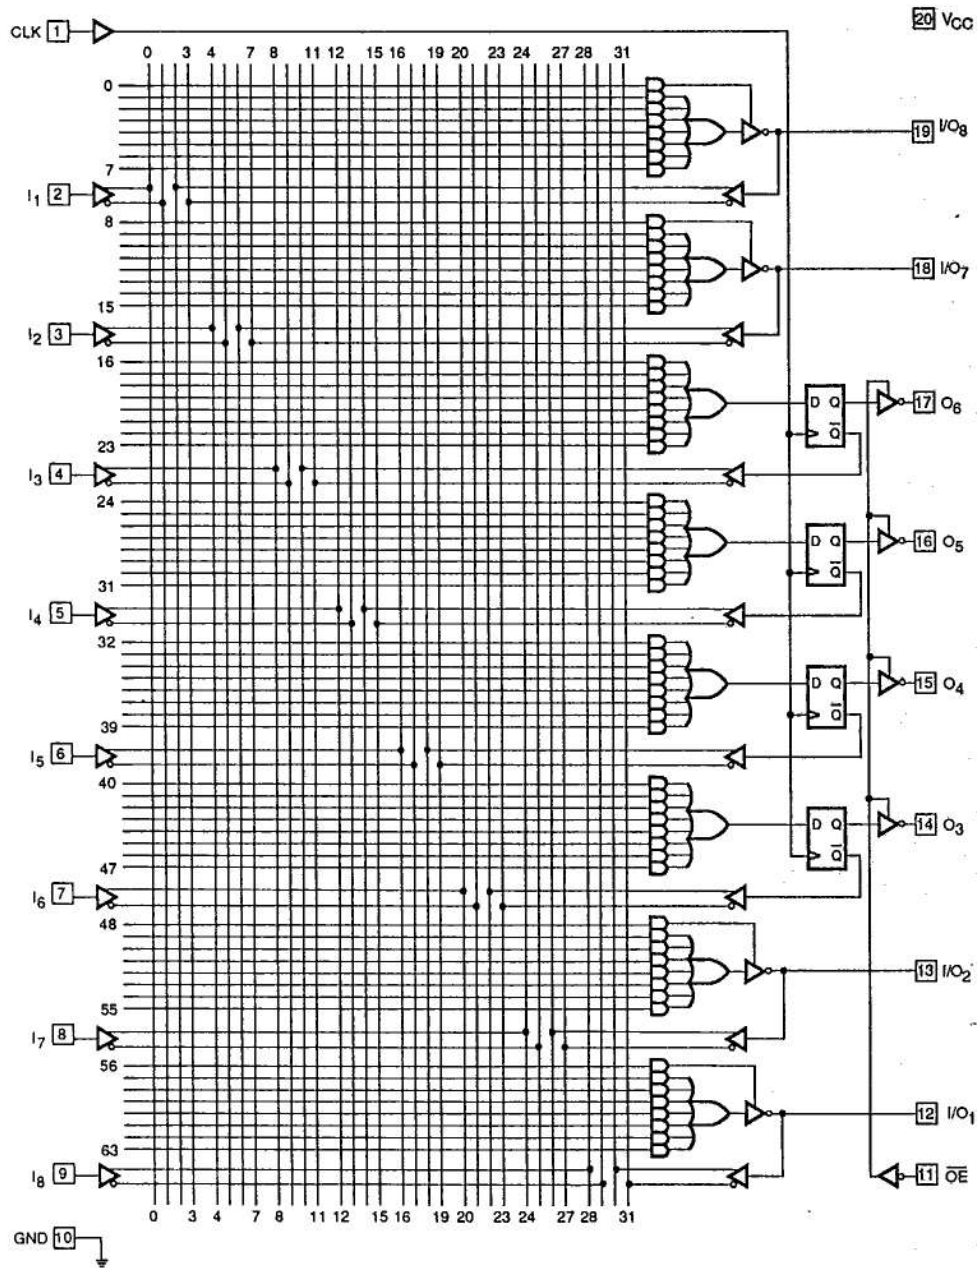 CLK 1
20 VCC
0 3 4 7 8 11 12 15 16 19 20 23 24 27 28 31
0
19 I/O8
7
I1 2
8
18 I/O7
15
I2 3
16
D Q 17 O6
23 Q̅
I3 4
24
D Q 16 O5
31 Q̅
I4 5
32
D Q 15 O4
39 Q̅
I5 6
40
D Q 14 O3
47 Q̅
I6 7
48
13 I/O2
55
I7 8
56
12 I/O1
63
I8 9 11 O̅E̅
0 3 4 7 8 11 12 15 16 19 20 23 24 27 28 31
GND 10